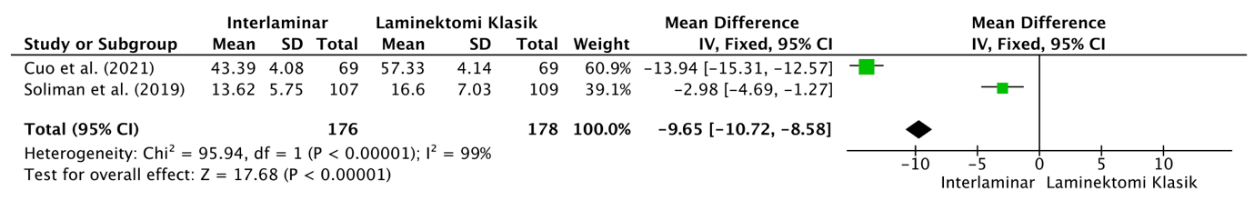 Interlaminar Laminektomi Klasik Mean Difference Mean Difference
Study or Subgroup Mean SD Total Mean SD Total Weight IV, Fixed, 95% CI IV, Fixed, 95% CI
Cuo et al. (2021) 43.39 4.08 69 57.33 4.14 69 60.9% −13.94 [−15.31, −12.57]
Soliman et al. (2019) 13.62 5.75 107 16.6 7.03 109 39.1% −2.98 [−4.69, −1.27]
Total (95% CI) 176 178 100.0% −9.65 [−10.72, −8.58]
Heterogeneity: Chi² = 95.94, df = 1 (P < 0.00001); I² = 99%
Test for overall effect: Z = 17.68 (P < 0.00001)
−10 −5 0 5 10
Interlaminar Laminektomi Klasik